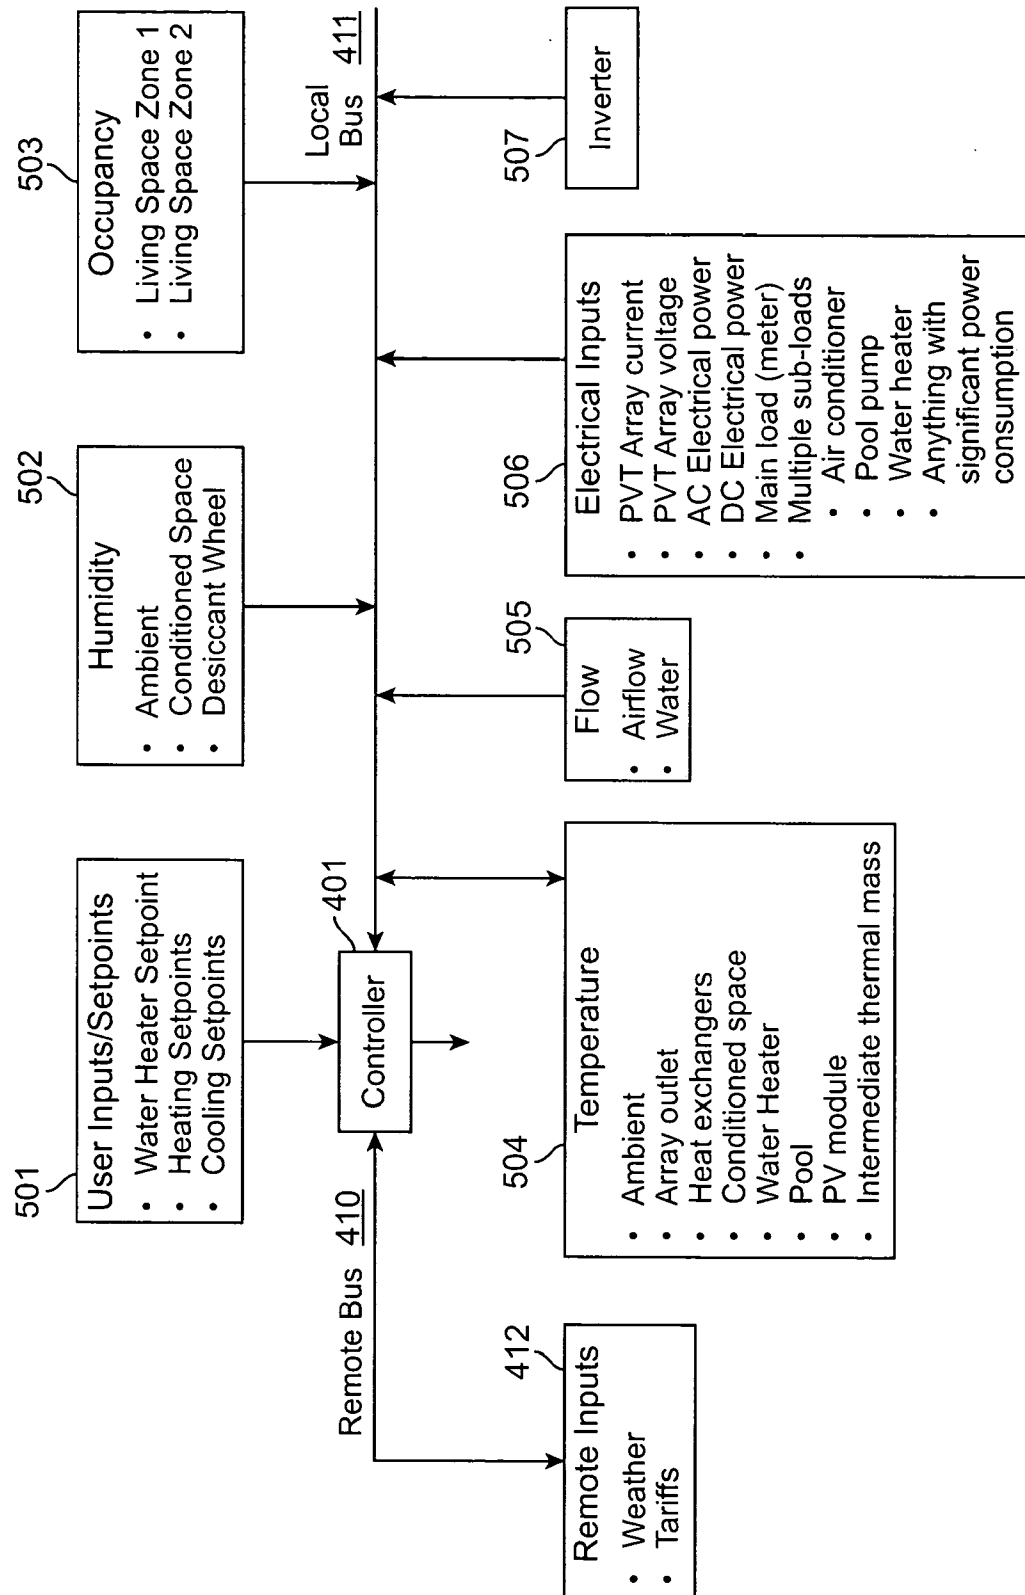 501
User Inputs/Setpoints
• Water Heater Setpoint
• Heating Setpoints
• Cooling Setpoints
502
Humidity
• Ambient
• Conditioned Space
• Desiccant Wheel
503
Occupancy
• Living Space Zone 1
• Living Space Zone 2
Remote Bus 410
401
Controller
Local
Bus 411
412
Remote Inputs
• Weather
• Tariffs
504
Temperature
• Ambient
• Array outlet
• Heat exchangers
• Conditioned space
• Water Heater
• Pool
• PV module
• Intermediate thermal mass
505
Flow
• Airflow
• Water
506
Electrical Inputs
• PVT Array current
• PVT Array voltage
• AC Electrical power
• DC Electrical power
• Main load (meter)
• Multiple sub-loads
• Air conditioner
• Pool pump
• Water heater
• Anything with
significant power
consumption
507
Inverter